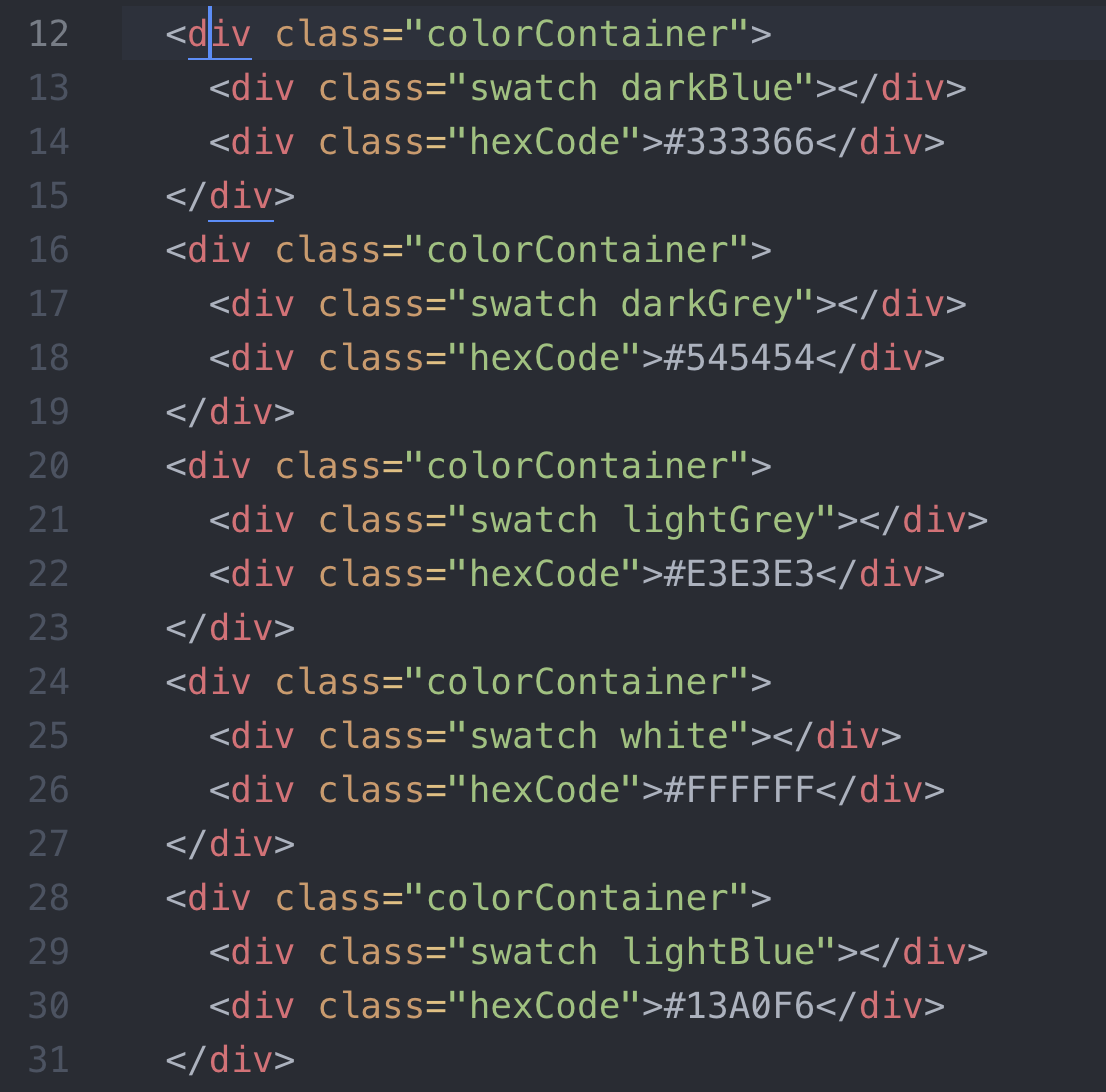 12 <div class="colorContainer">
13 <div class="swatch darkBlue"></div>
14 <div class="hexCode">#333366</div>
15 </div>
16 <div class="colorContainer">
17 <div class="swatch darkGrey"></div>
18 <div class="hexCode">#545454</div>
19 </div>
20 <div class="colorContainer">
21 <div class="swatch lightGrey"></div>
22 <div class="hexCode">#E3E3E3</div>
23 </div>
24 <div class="colorContainer">
25 <div class="swatch white"></div>
26 <div class="hexCode">#FFFFFF</div>
27 </div>
28 <div class="colorContainer">
29 <div class="swatch lightBlue"></div>
30 <div class="hexCode">#13A0F6</div>
31 </div>